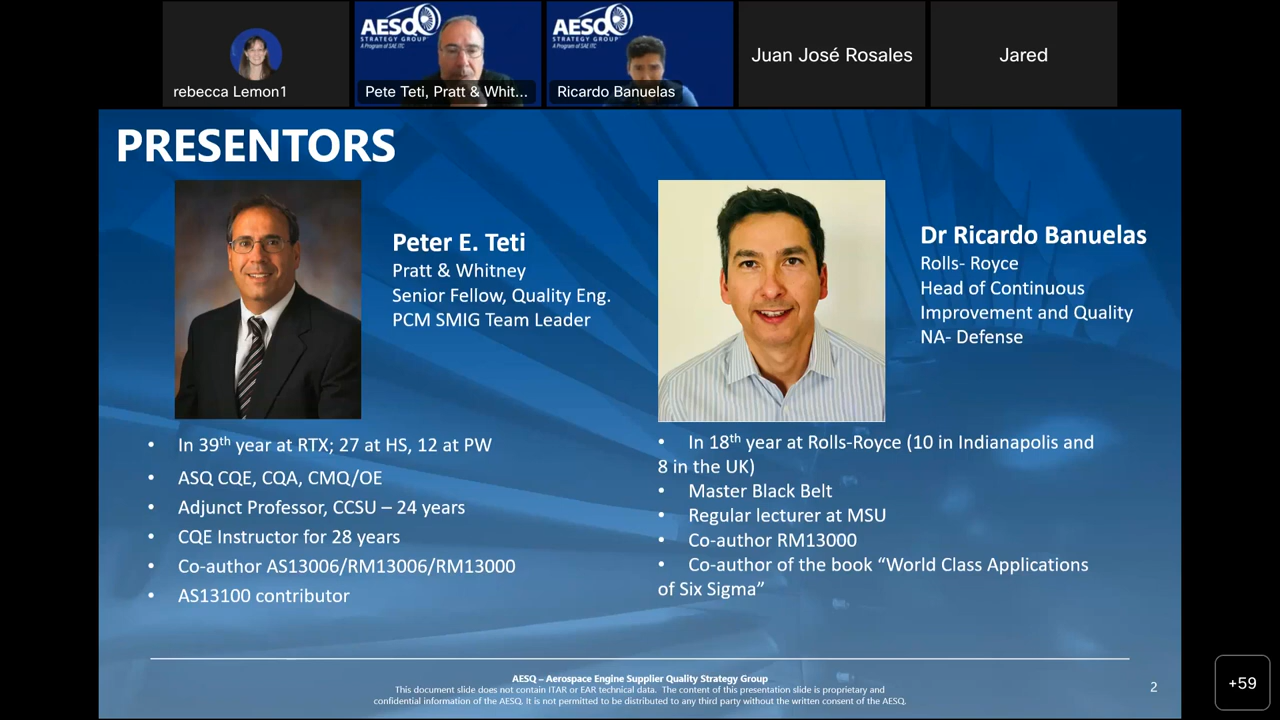 AESQ
STRATEGY GROUP
A Program of SAE ITC
AESQ
STRATEGY GROUP
A Program of SAE ITC
Juan José Rosales
Jared
rebecca Lemon1
Pete Teti, Pratt & Whit...
Ricardo Banuelas
PRESENTORS
Peter E. Teti
Pratt & Whitney
Senior Fellow, Quality Eng.
PCM SMIG Team Leader
Dr Ricardo Banuelas
Rolls- Royce
Head of Continuous
Improvement and Quality
NA- Defense
• In 39th year at RTX; 27 at HS, 12 at PW
• ASQ CQE, CQA, CMQ/OE
• Adjunct Professor, CCSU – 24 years
• CQE Instructor for 28 years
• Co-author AS13006/RM13006/RM13000
• AS13100 contributor
• In 18th year at Rolls-Royce (10 in Indianapolis and
8 in the UK)
• Master Black Belt
• Regular lecturer at MSU
• Co-author RM13000
• Co-author of the book “World Class Applications
of Six Sigma”
AESQ – Aerospace Engine Supplier Quality Strategy Group
This document slide does not contain ITAR or EAR technical data. The content of this presentation slide is proprietary and
confidential information of the AESQ. It is not permitted to be distributed to any third party without the written consent of the AESQ.
2
+59